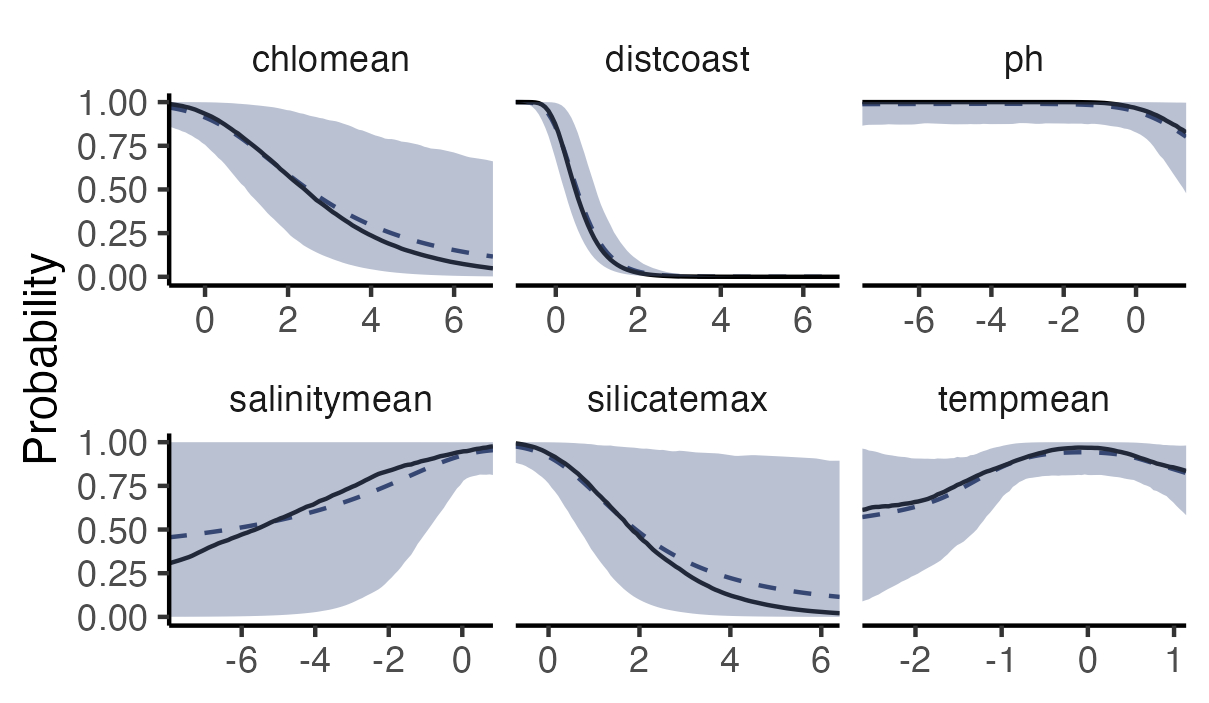 chlomean distcoast ph
1.00
0.75
0.50
0.25
0.00
0 2 4 6 0 2 4 6 -6 -4 -2 0
Probability
salinitymean silicatemax tempmean
1.00
0.75
0.50
0.25
0.00
-6 -4 -2 0 0 2 4 6 -2 -1 0 1